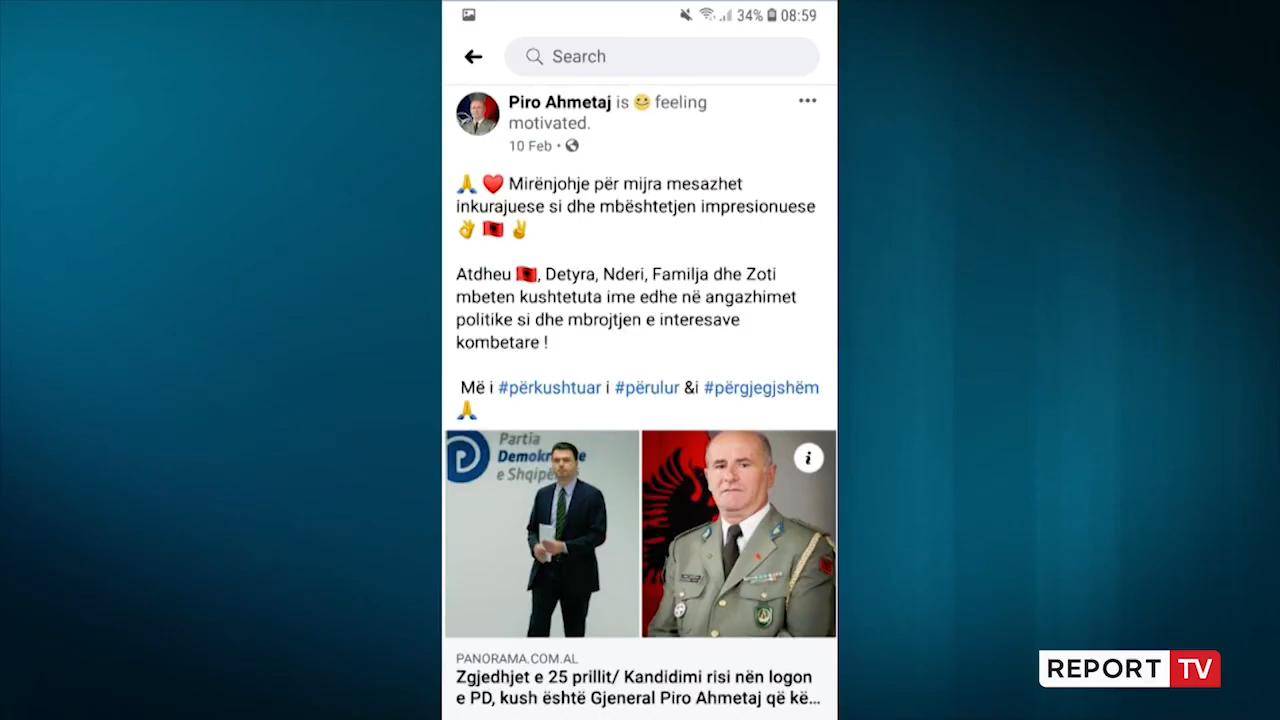 34% 08:59
Search
Piro Ahmetaj is 😀 feeling
motivated.
10 Feb •
🙏 ❤️ Mirënjohje për mijra mesazhet
inkurajuese si dhe mbështetjen impresionuese
👌 🇦🇱 ✌️
Atdheu 🇦🇱, Detyra, Nderi, Familja dhe Zoti
mbeten kushtetuta ime edhe në angazhimet
politike si dhe mbrojtjen e interesave
kombetare !
Më i #përkushtuar i #përulur &i #përgjegjshëm
🙏
Partia
e Shqipë
PANORAMA.COM.AL
Zgjedhjet e 25 prillit/ Kandidimi risi nën logon
e PD, kush është Gjeneral Piro Ahmetaj që kë...
REPORT TV